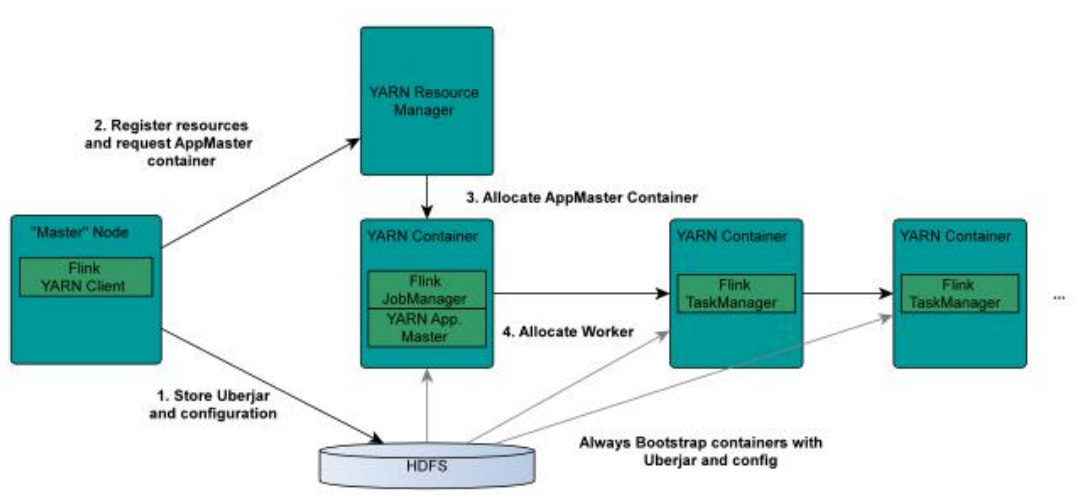 YARN Resource
Manager
2. Register resources
and request AppMaster
container
3. Allocate AppMaster Container
"Master" Node
Flink
YARN Client
YARN Container
Flink
JobManager
YARN App.
Master
4. Allocate Worker
YARN Container
Flink
TaskManager
YARN Container
Flink
TaskManager
...
1. Store Uberjar
and configuration
HDFS
Always Bootstrap containers with
Uberjar and config